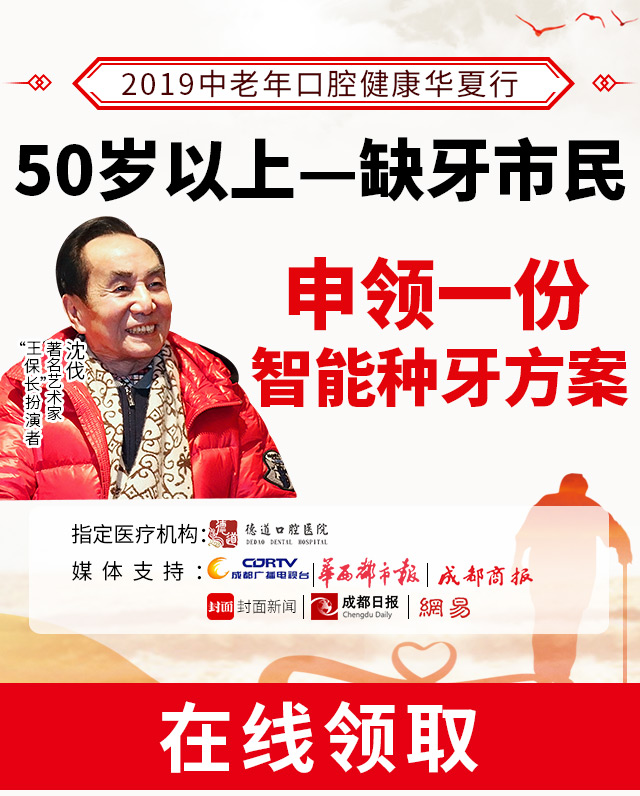 2019中老年口腔健康华夏行
50岁以上—缺牙市民
申领一份
智能种牙方案
沈伐
著名艺术家
“王保长”扮演者
指定医疗机构：德道 德道口腔医院
DEDAO DENTAL HOSPITAL
媒体支持：CDRTV 成都广播电视台 | 華西都市報 | 成都商报
封面 封面新闻 | 成都日报 Chengdu Daily | 網易
在线领取